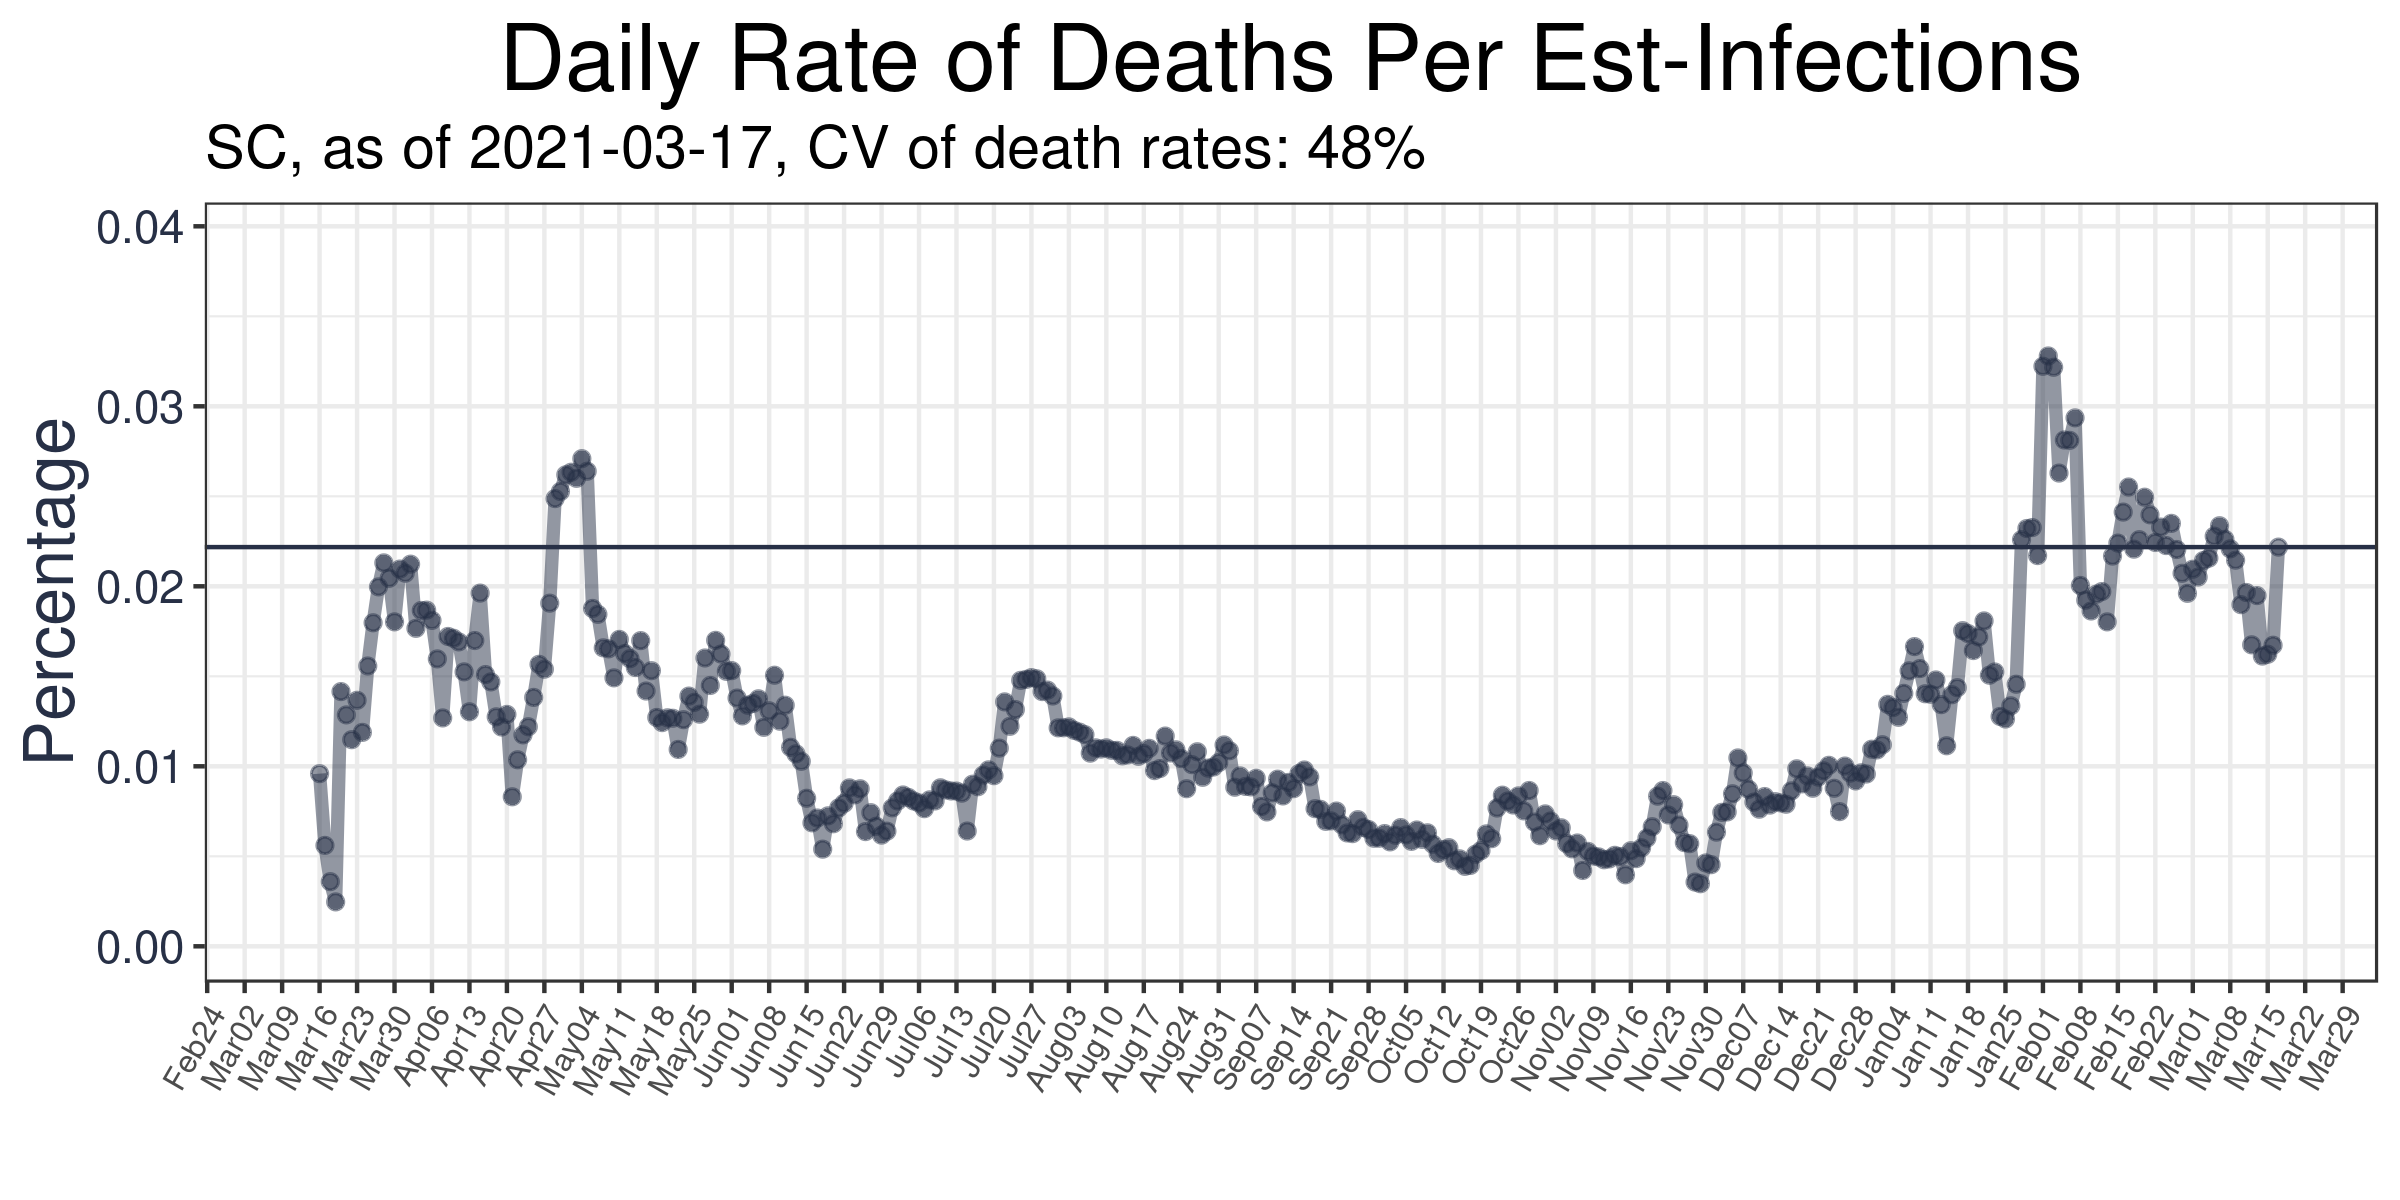 Daily Rate of Deaths Per Est-Infections
SC, as of 2021-03-17, CV of death rates: 48%
Percentage
0.04
0.03
0.02
0.01
0.00
Feb24 Mar02 Mar09 Mar16 Mar23 Mar30 Apr06 Apr13 Apr20 Apr27 May04 May11 May18 May25 Jun01 Jun08 Jun15 Jun22 Jun29 Jul06 Jul13 Jul20 Jul27 Aug03 Aug10 Aug17 Aug24 Aug31 Sep07 Sep14 Sep21 Sep28 Oct05 Oct12 Oct19 Oct26 Nov02 Nov09 Nov16 Nov23 Nov30 Dec07 Dec14 Dec21 Dec28 Jan04 Jan11 Jan18 Jan25 Feb01 Feb08 Feb15 Feb22 Mar01 Mar08 Mar15 Mar22 Mar29